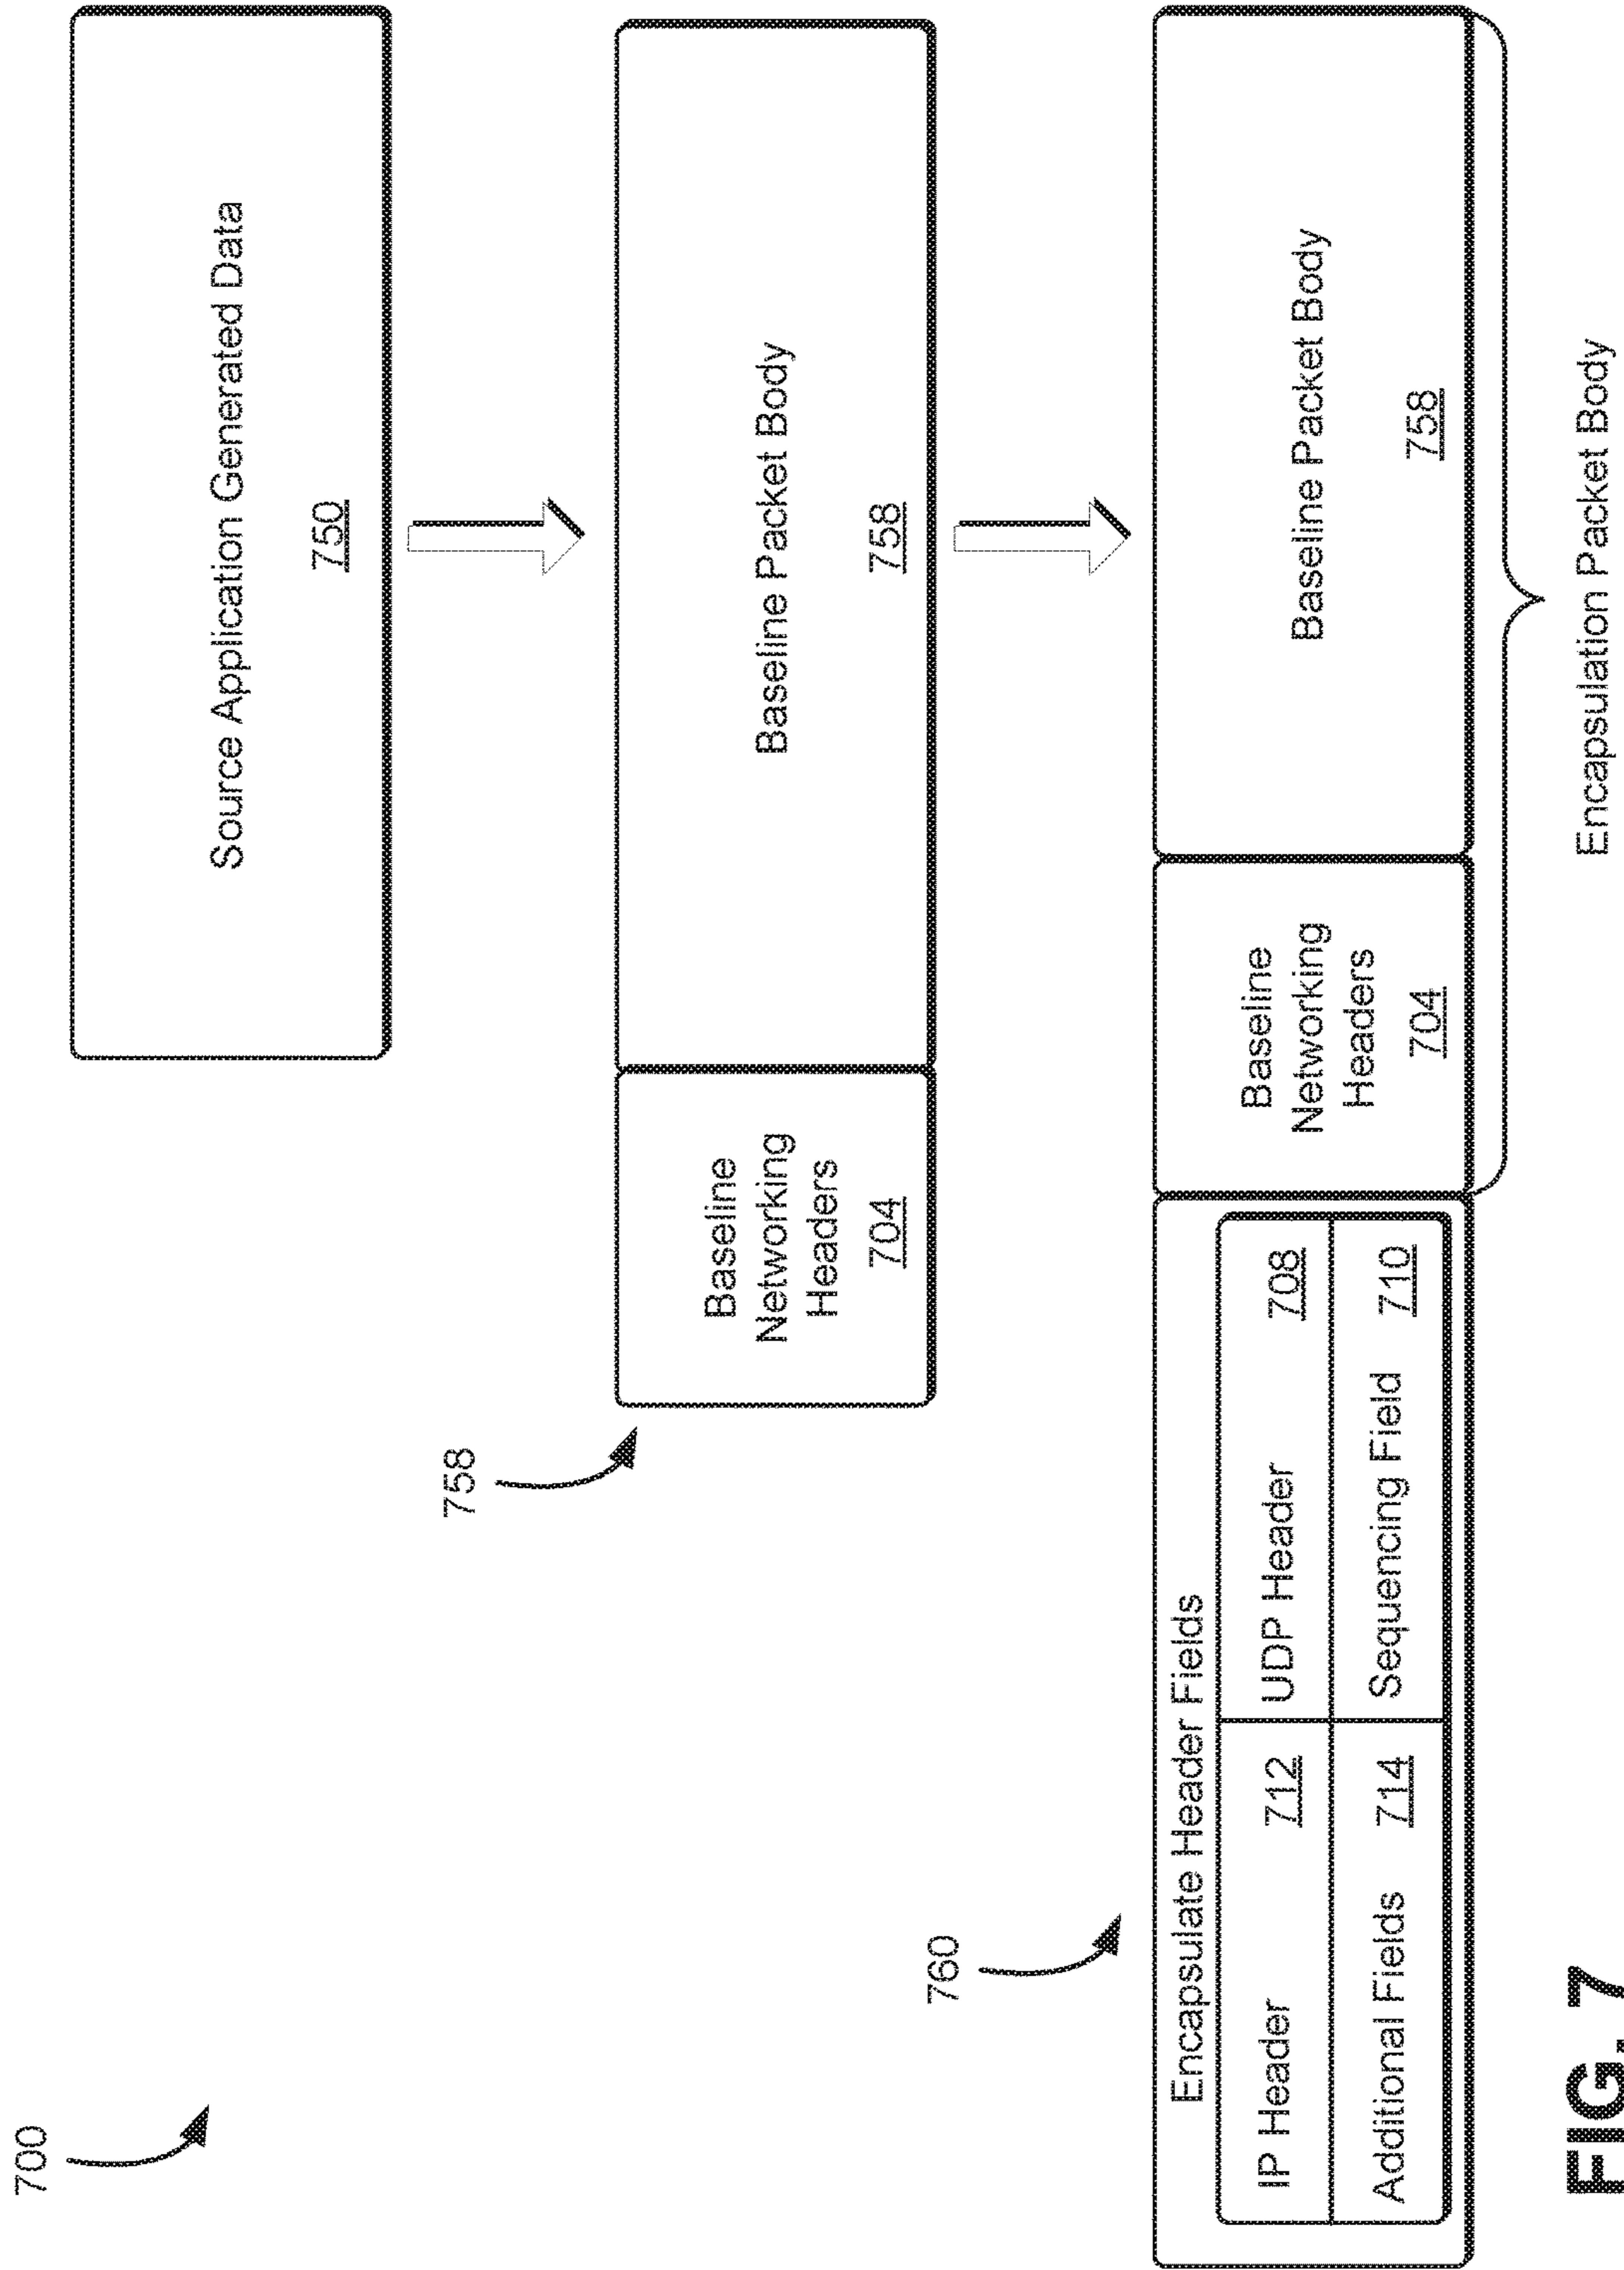 700
Source Application Generated Data
750
758
Baseline
Networking
Headers
704
Baseline Packet Body
758
760
Encapsulate Header Fields
IP Header 712
UDP Header 708
Additional Fields 714
Sequencing Field 710
Baseline
Networking
Headers
704
Baseline Packet Body
758
Encapsulation Packet Body
FIG. 7